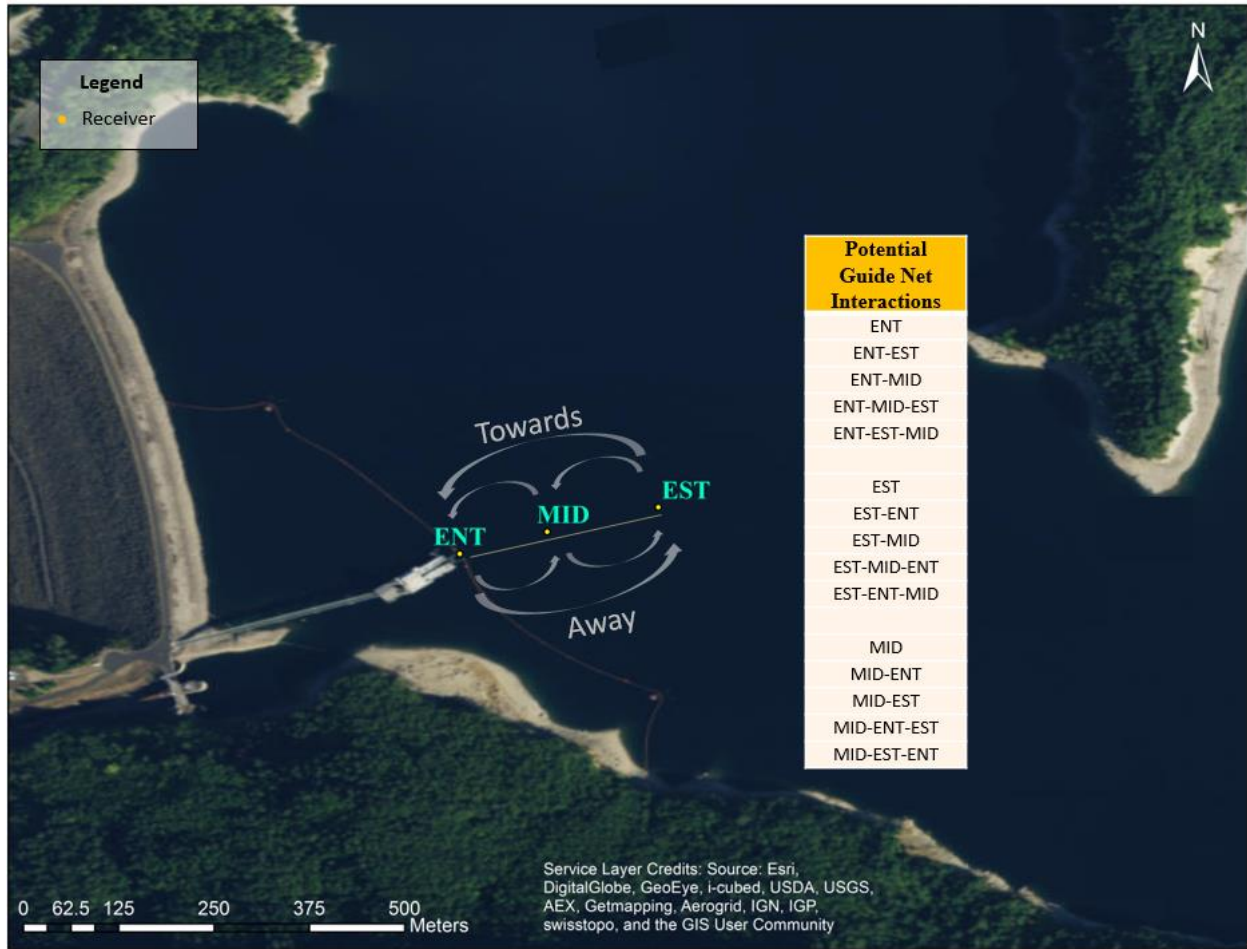 N
Legend
Receiver
Potential
Guide Net
Interactions
ENT
ENT-EST
ENT-MID
ENT-MID-EST
ENT-EST-MID
EST
EST-ENT
EST-MID
EST-MID-ENT
EST-ENT-MID
MID
MID-ENT
MID-EST
MID-ENT-EST
MID-EST-ENT
Towards
EST
MID
ENT
Away
Service Layer Credits: Source: Esri,
DigitalGlobe, GeoEye, i-cubed, USDA, USGS,
AEX, Getmapping, Aerogrid, IGN, IGP,
swisstopo, and the GIS User Community
0 62.5 125 250 375 500
Meters